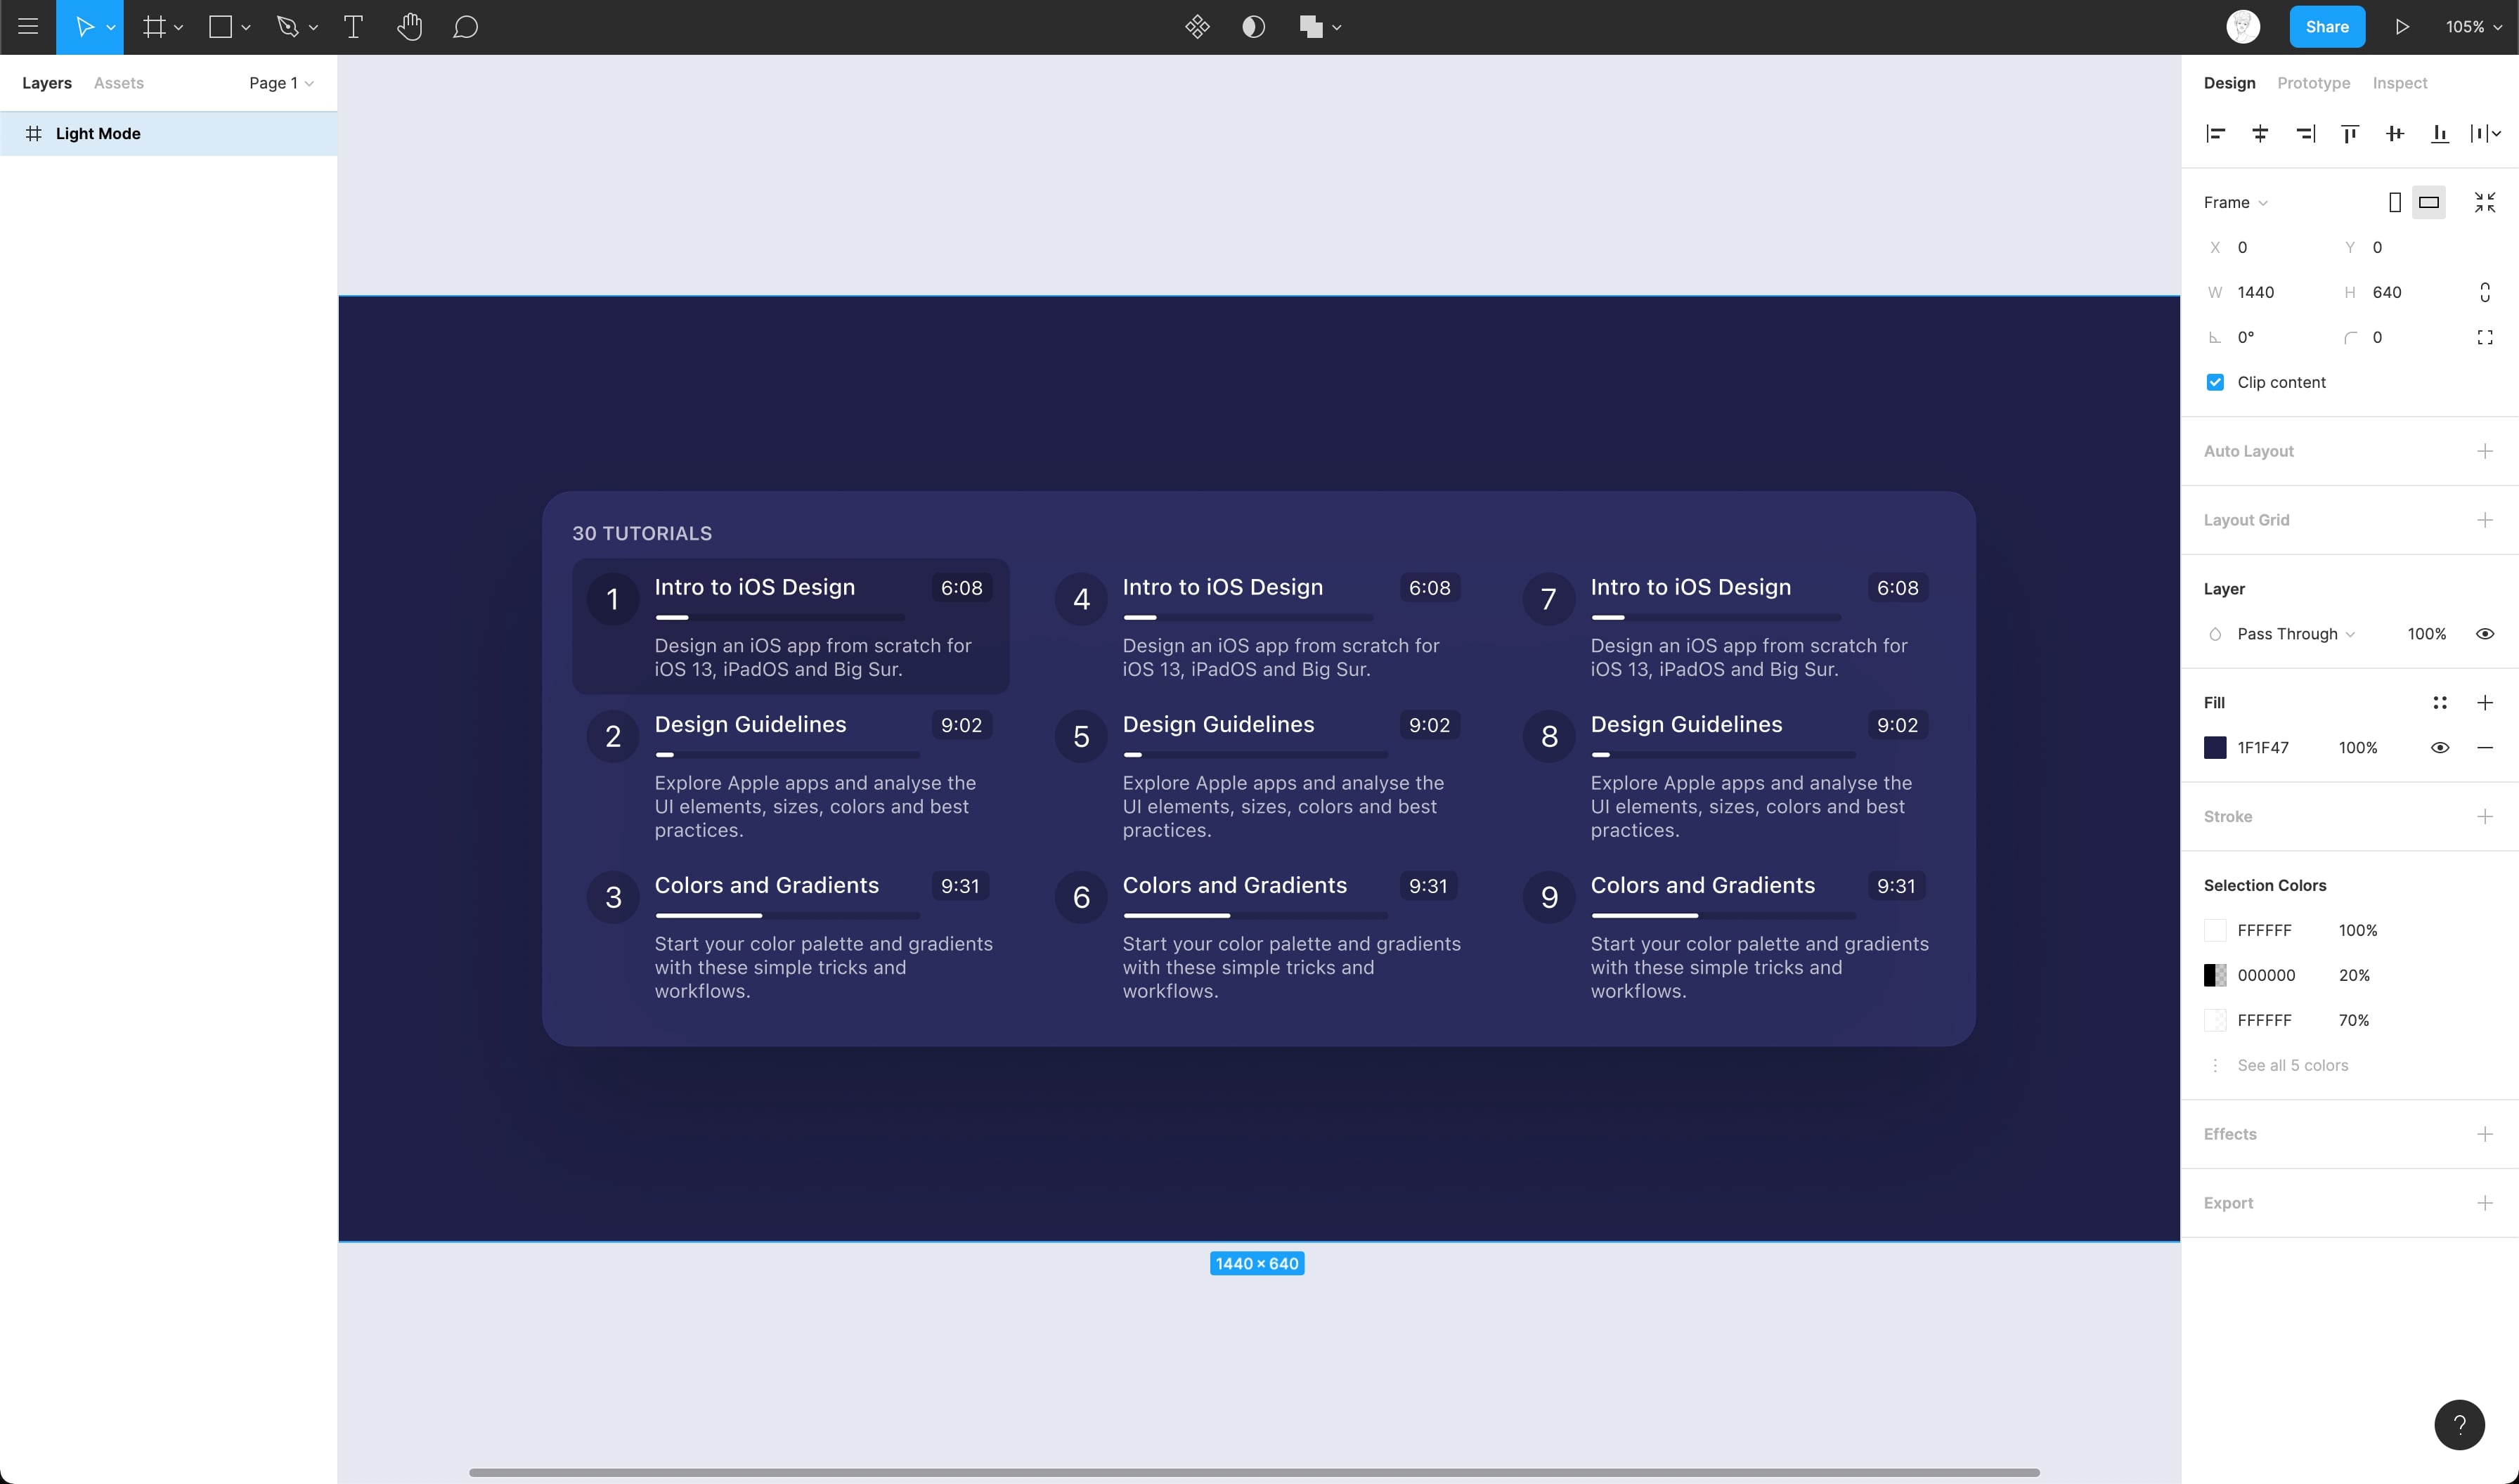 Share
105%
Layers Assets Page 1
Light Mode
30 TUTORIALS
1 Intro to iOS Design 6:08
Design an iOS app from scratch for
iOS 13, iPadOS and Big Sur.
2 Design Guidelines 9:02
Explore Apple apps and analyse the
UI elements, sizes, colors and best
practices.
3 Colors and Gradients 9:31
Start your color palette and gradients
with these simple tricks and
workflows.
4 Intro to iOS Design 6:08
Design an iOS app from scratch for
iOS 13, iPadOS and Big Sur.
5 Design Guidelines 9:02
Explore Apple apps and analyse the
UI elements, sizes, colors and best
practices.
6 Colors and Gradients 9:31
Start your color palette and gradients
with these simple tricks and
workflows.
7 Intro to iOS Design 6:08
Design an iOS app from scratch for
iOS 13, iPadOS and Big Sur.
8 Design Guidelines 9:02
Explore Apple apps and analyse the
UI elements, sizes, colors and best
practices.
9 Colors and Gradients 9:31
Start your color palette and gradients
with these simple tricks and
workflows.
1440 × 640
Design Prototype Inspect
Frame
X 0 Y 0
W 1440 H 640
0° 0
Clip content
Auto Layout
Layout Grid
Layer
Pass Through 100%
Fill
1F1F47 100%
Stroke
Selection Colors
FFFFFF 100%
000000 20%
FFFFFF 70%
See all 5 colors
Effects
Export
?